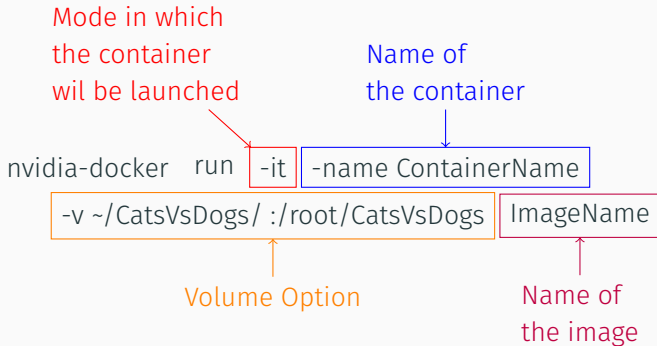 Mode in which
the container
wil be launched
Name of
the container
nvidia-docker run -it -name ContainerName
-v ~/CatsVsDogs/ :/root/CatsVsDogs ImageName
Volume Option
Name of
the image